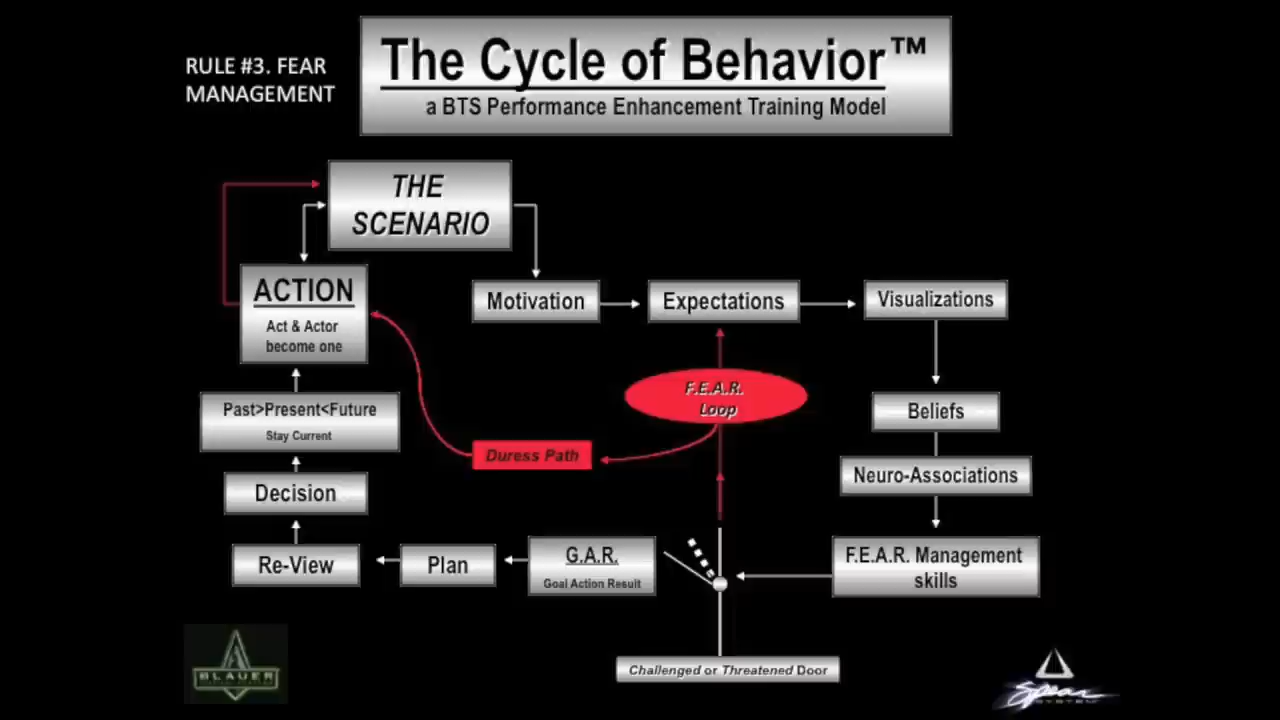 RULE #3. FEAR
MANAGEMENT
The Cycle of Behavior™
a BTS Performance Enhancement Training Model
THE
SCENARIO
ACTION
Act & Actor
become one
Motivation
Expectations
Visualizations
F.E.A.R.
Loop
Past>Present<Future
Stay Current
Beliefs
Duress Path
Neuro-Associations
Decision
G.A.R.
Goal Action Result
Plan
Re-View
F.E.A.R. Management
skills
Challenged or Threatened Door
BLAUER
Spear
SYSTEM